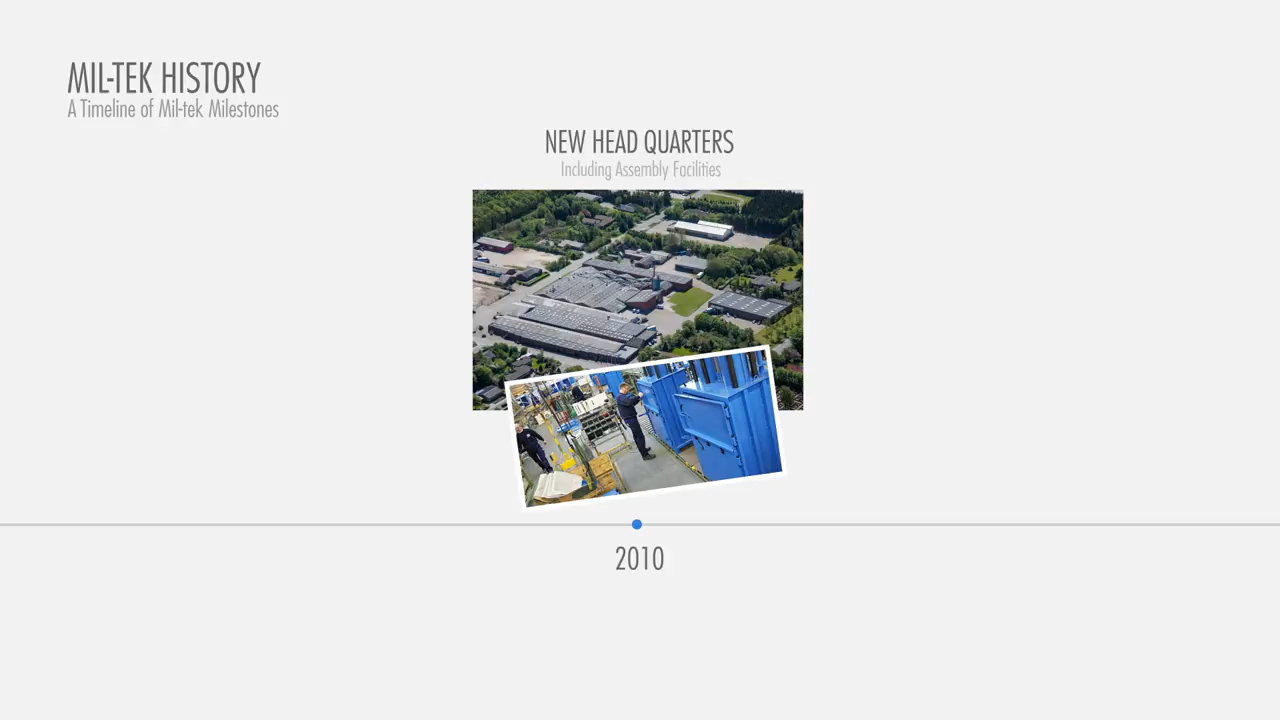 MIL-TEK HISTORY
A Timeline of Mil-tek Milestones
NEW HEAD QUARTERS
Including Assembly Facilities
2010